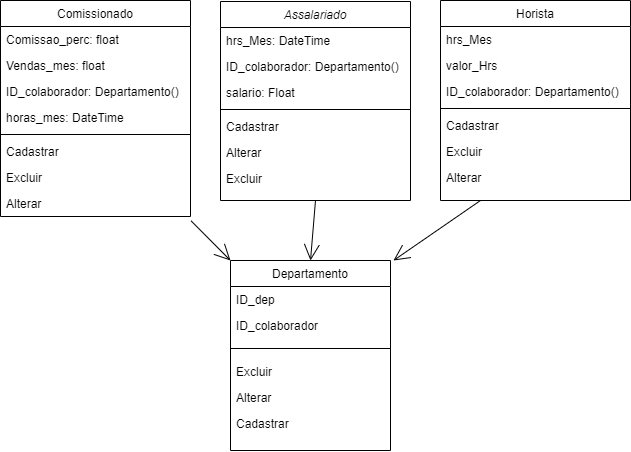 Comissionado
Comissao_perc: float
Vendas_mes: float
ID_colaborador: Departamento()
horas_mes: DateTime
Cadastrar
Excluir
Alterar
Assalariado
hrs_Mes: DateTime
ID_colaborador: Departamento()
salario: Float
Cadastrar
Alterar
Excluir
Horista
hrs_Mes
valor_Hrs
ID_colaborador: Departamento()
Cadastrar
Excluir
Alterar
Departamento
ID_dep
ID_colaborador
Excluir
Alterar
Cadastrar